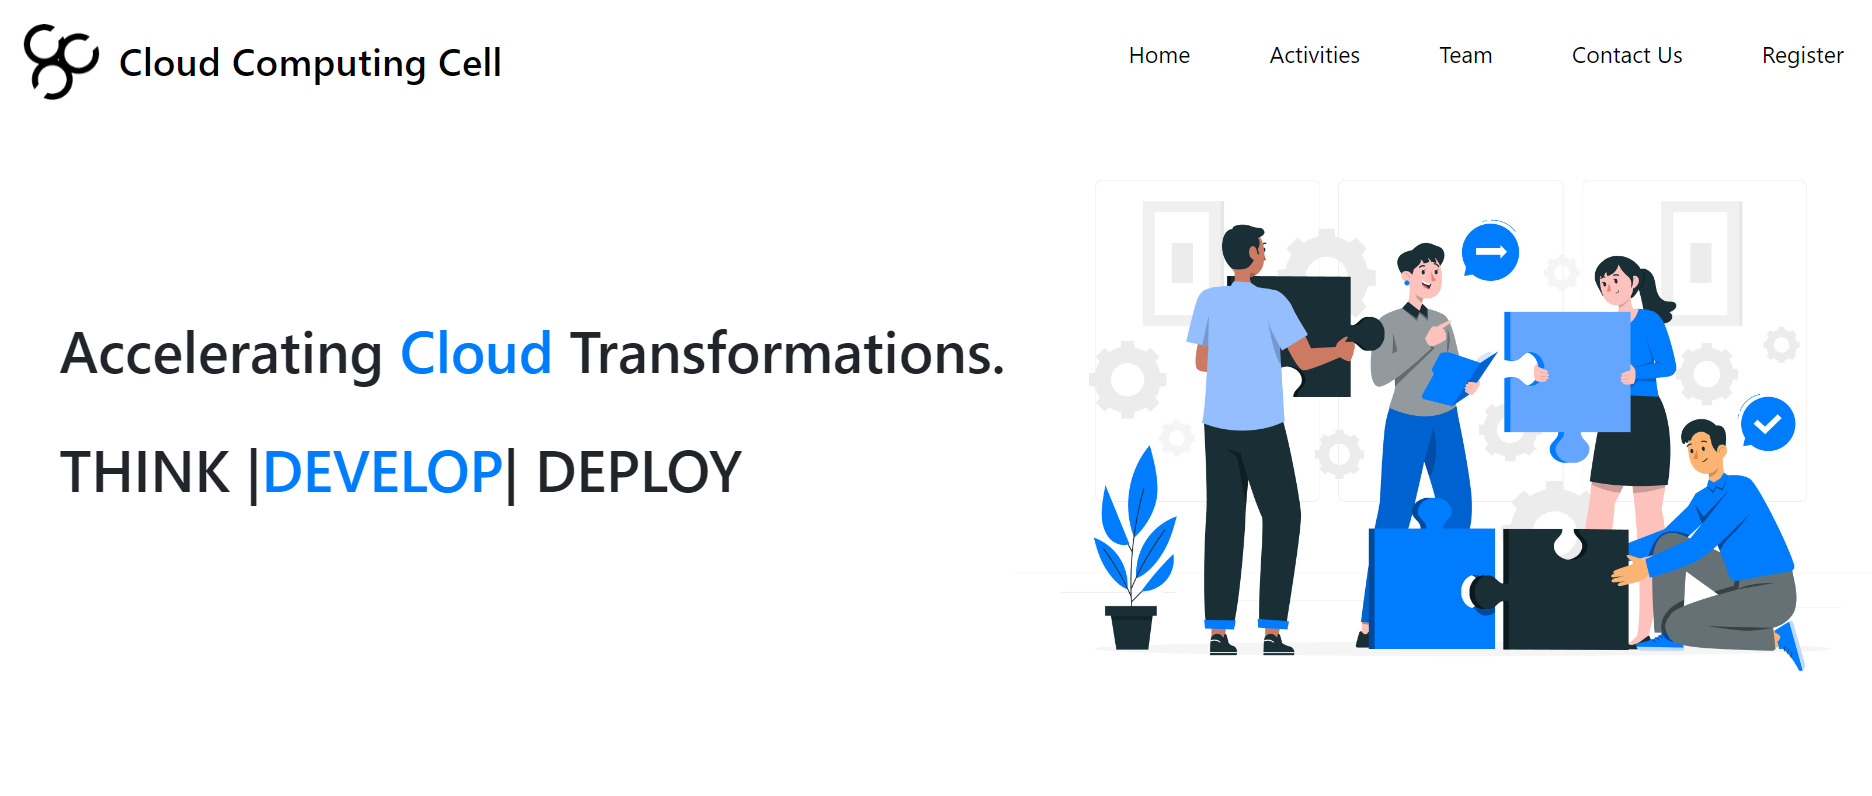 Cloud Computing Cell
Home Activities Team Contact Us Register
Accelerating Cloud Transformations.
THINK |DEVELOP| DEPLOY